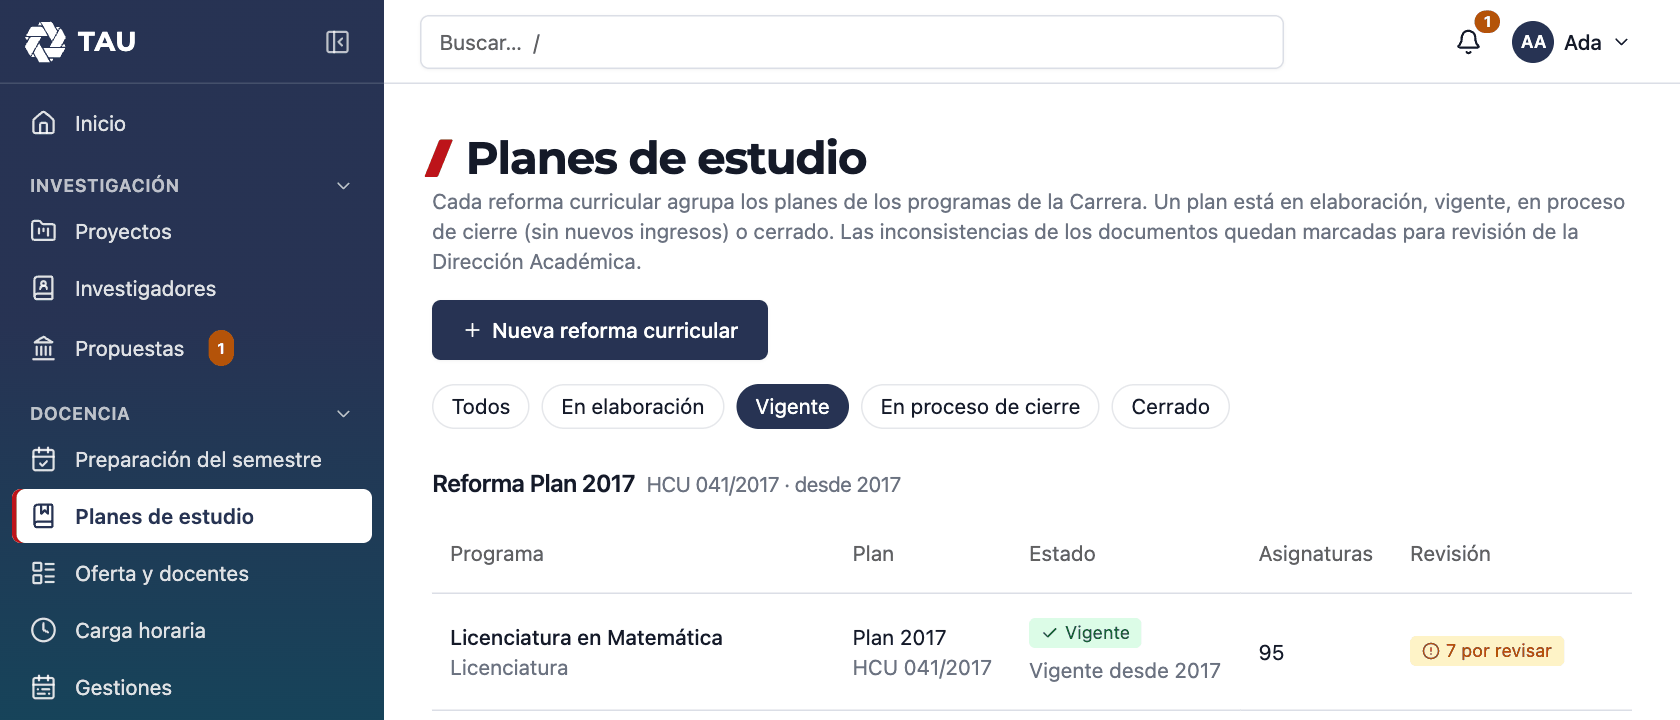 TAU
Buscar... /
1
AA Ada
Inicio
INVESTIGACIÓN
Proyectos
Investigadores
Propuestas 1
DOCENCIA
Preparación del semestre
Planes de estudio
Oferta y docentes
Carga horaria
Gestiones
Planes de estudio
Cada reforma curricular agrupa los planes de los programas de la Carrera. Un plan está en elaboración, vigente, en proceso
de cierre (sin nuevos ingresos) o cerrado. Las inconsistencias de los documentos quedan marcadas para revisión de la
Dirección Académica.
+ Nueva reforma curricular
Todos En elaboración Vigente En proceso de cierre Cerrado
Reforma Plan 2017 HCU 041/2017 · desde 2017
Programa Plan Estado Asignaturas Revisión
Licenciatura en Matemática Plan 2017 Vigente 95 7 por revisar
Licenciatura HCU 041/2017 Vigente desde 2017